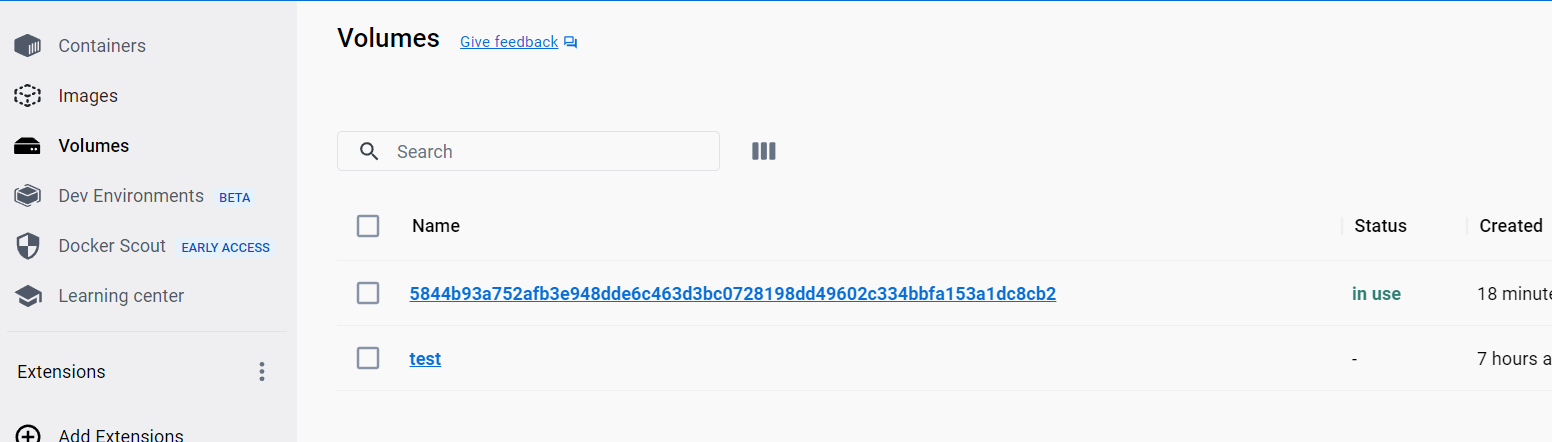 Containers
Images
Volumes
Dev Environments BETA
Docker Scout EARLY ACCESS
Learning center
Extensions
Add Extensions
Volumes Give feedback
Search
Name Status Created
5844b93a752afb3e948dde6c463d3bc0728198dd49602c334bbfa153a1dc8cb2 in use 18 minute
test - 7 hours a